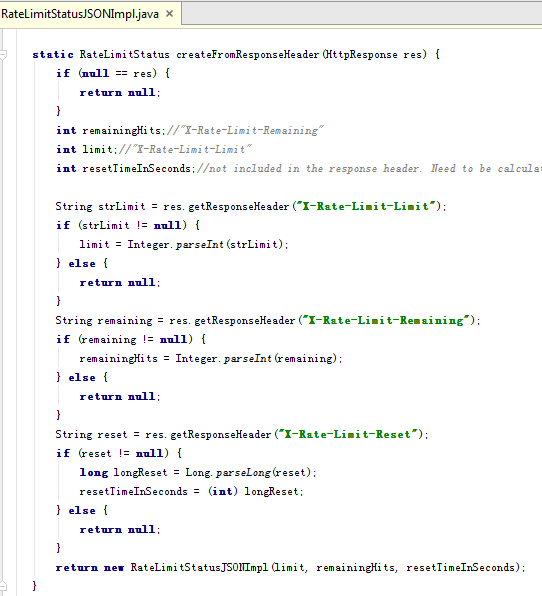 RateLimitStatusJSONImpl.java ×
static RateLimitStatus createFromResponseHeader(HttpResponse res) {
if (null == res) {
return null;
}
int remainingHits;//"X-Rate-Limit-Remaining"
int limit;//"X-Rate-Limit-Limit"
int resetTimeInSeconds;//not included in the response header. Need to be calculat
String strLimit = res.getResponseHeader("X-Rate-Limit-Limit");
if (strLimit != null) {
limit = Integer.parseInt(strLimit);
} else {
return null;
}
String remaining = res.getResponseHeader("X-Rate-Limit-Remaining");
if (remaining != null) {
remainingHits = Integer.parseInt(remaining);
} else {
return null;
}
String reset = res.getResponseHeader("X-Rate-Limit-Reset");
if (reset != null) {
long longReset = Long.parseLong(reset);
resetTimeInSeconds = (int) longReset;
} else {
return null;
}
return new RateLimitStatusJSONImpl(limit, remainingHits, resetTimeInSeconds);
}